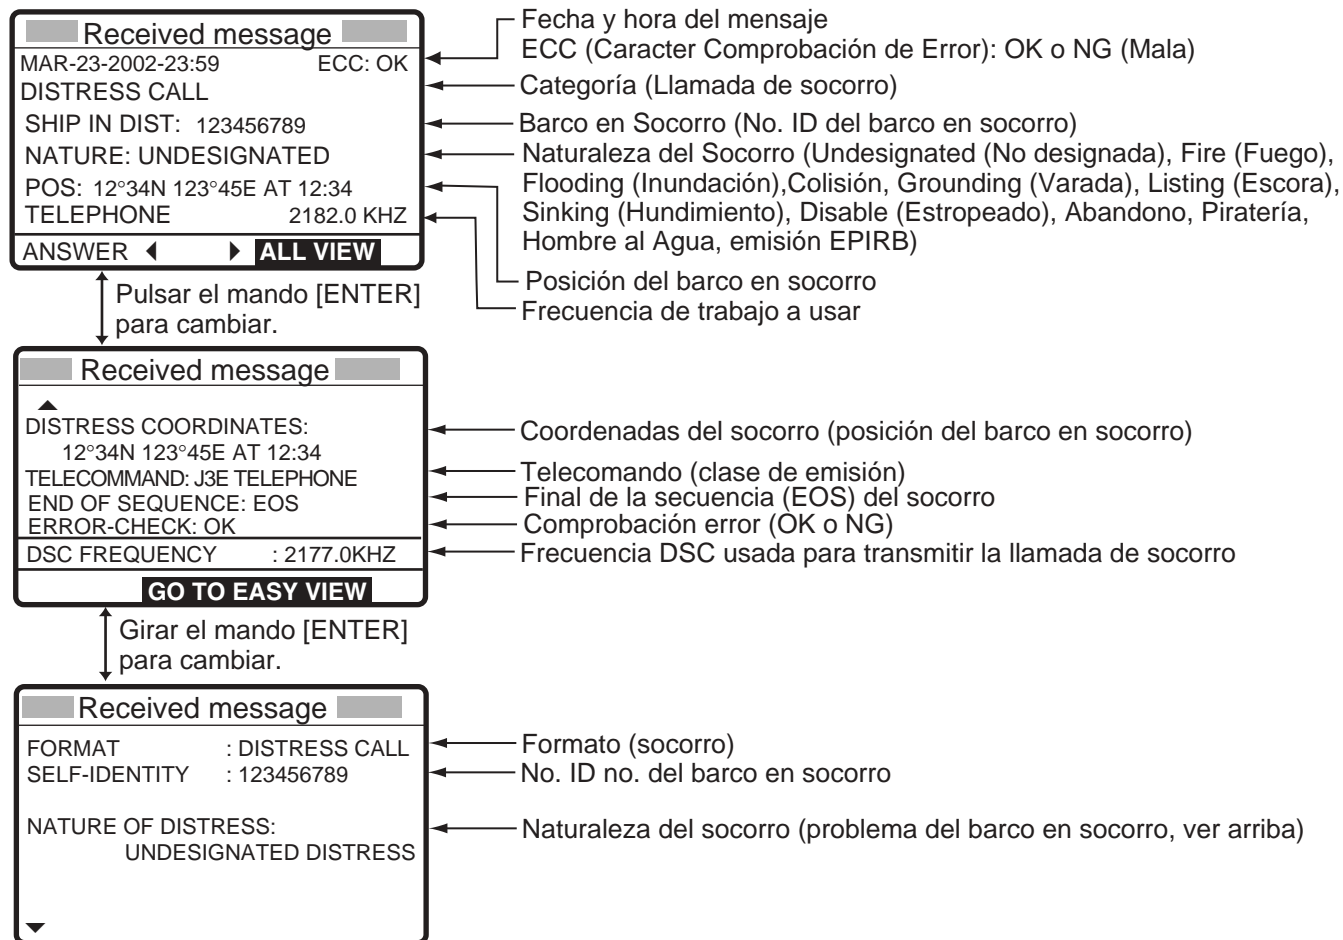 Received message
MAR-23-2002-23:59 ECC: OK
DISTRESS CALL
SHIP IN DIST: 123456789
NATURE: UNDESIGNATED
POS: 12°34N 123°45E AT 12:34
TELEPHONE 2182.0 KHZ
ANSWER ◀ ▶ ALL VIEW
Fecha y hora del mensaje
ECC (Caracter Comprobación de Error): OK o NG (Mala)
Categoría (Llamada de socorro)
Barco en Socorro (No. ID del barco en socorro)
Naturaleza del Socorro (Undesignated (No designada), Fire (Fuego),
Flooding (Inundación),Colisión, Grounding (Varada), Listing (Escora),
Sinking (Hundimiento), Disable (Estropeado), Abandono, Piratería,
Hombre al Agua, emisión EPIRB)
Posición del barco en socorro
Frecuencia de trabajo a usar
Pulsar el mando [ENTER]
para cambiar.
Received message
DISTRESS COORDINATES:
12°34N 123°45E AT 12:34
TELECOMMAND: J3E TELEPHONE
END OF SEQUENCE: EOS
ERROR-CHECK: OK
DSC FREQUENCY : 2177.0KHZ
GO TO EASY VIEW
Coordenadas del socorro (posición del barco en socorro)
Telecomando (clase de emisión)
Final de la secuencia (EOS) del socorro
Comprobación error (OK o NG)
Frecuencia DSC usada para transmitir la llamada de socorro
Girar el mando [ENTER]
para cambiar.
Received message
FORMAT : DISTRESS CALL
SELF-IDENTITY : 123456789
NATURE OF DISTRESS:
UNDESIGNATED DISTRESS
Formato (socorro)
No. ID no. del barco en socorro
Naturaleza del socorro (problema del barco en socorro, ver arriba)